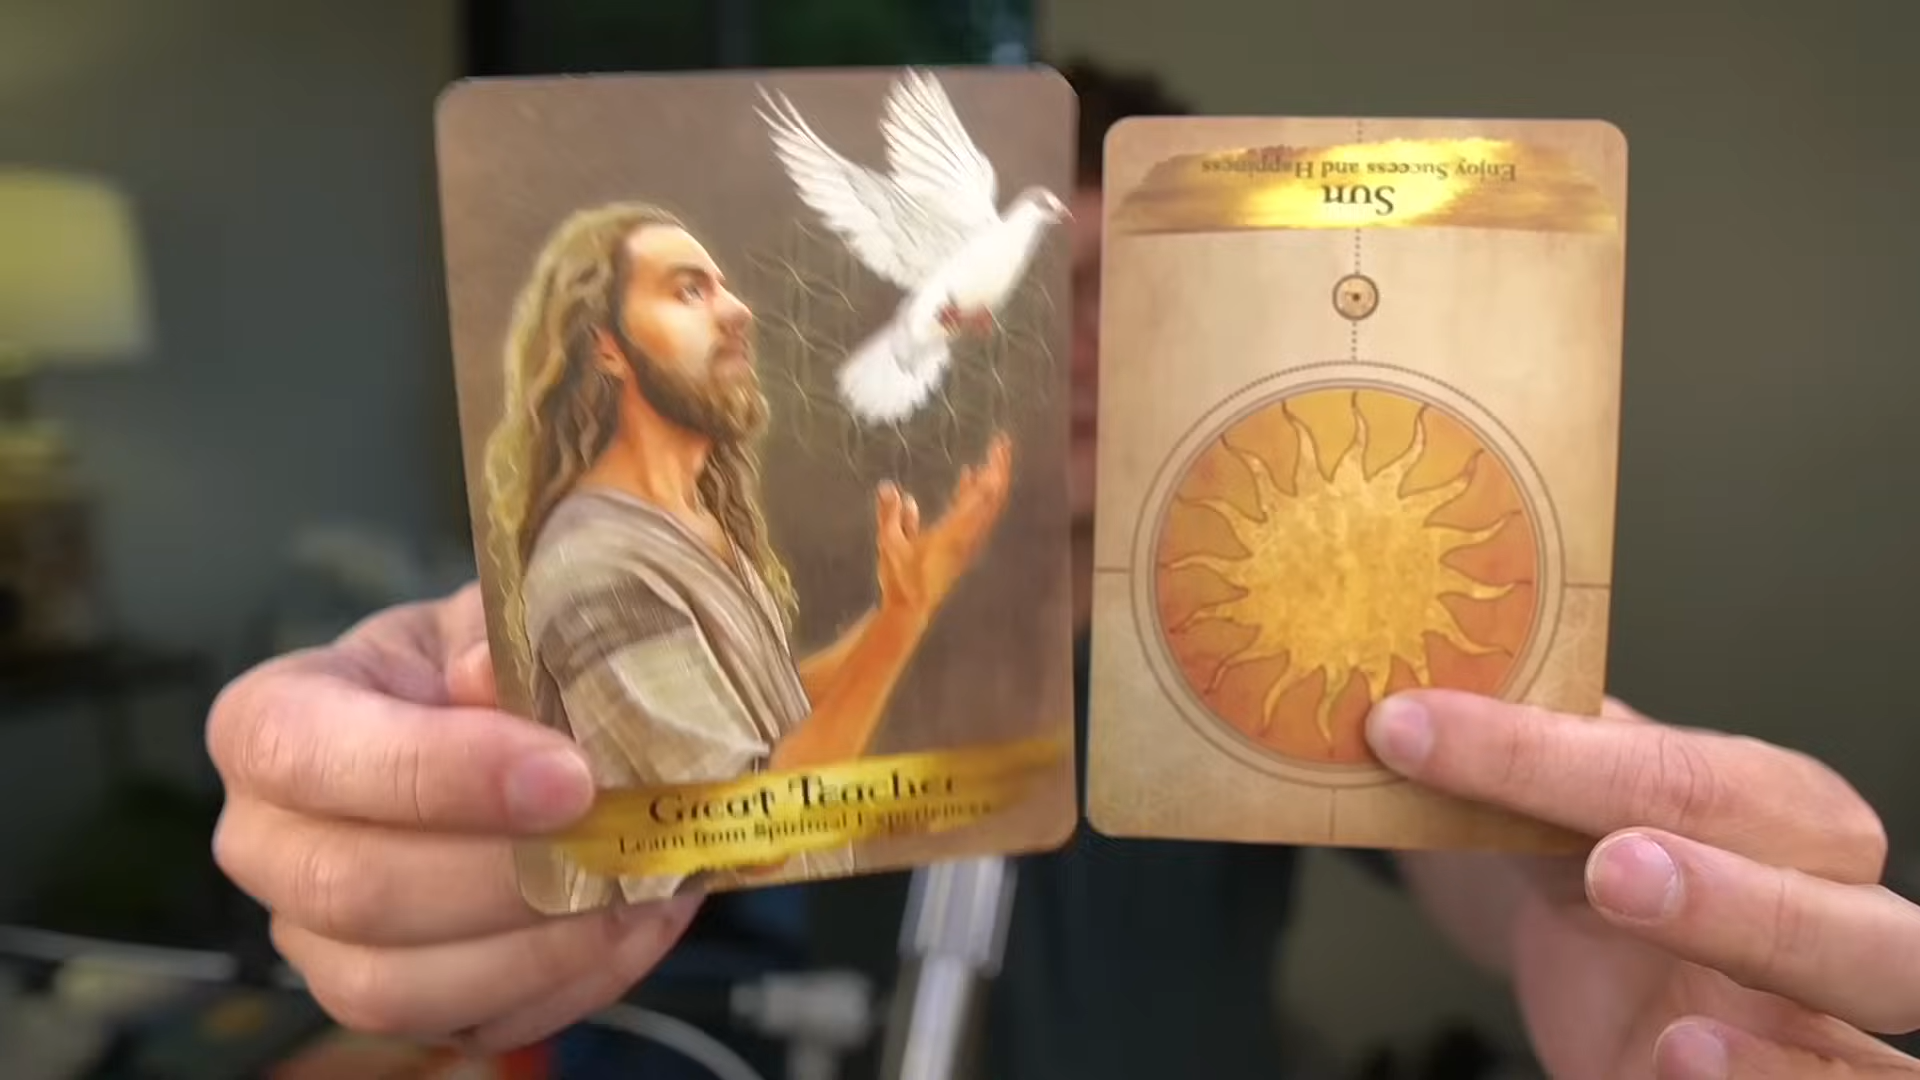 Great Teacher
Learn from Spiritual Experiences
Sun
Enjoy Success and Happiness